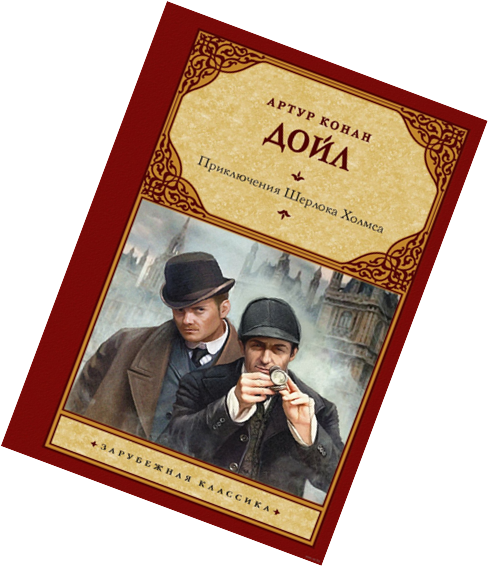 АРТУР КОНАН
ДОЙЛ
Приключения Шерлока Холмса
ЗАРУБЕЖНАЯ КЛАССИКА